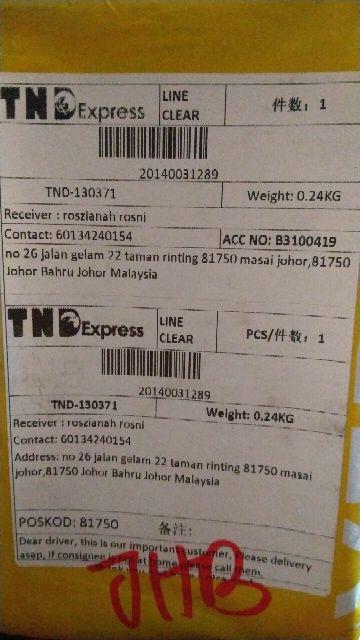 TND Express
LINE CLEAR
件数：1
20140031289
TND-130371
Weight: 0.24KG
Receiver : roszianah rosni
Contact: 60134240154
ACC NO: B3100419
no 26 jalan gelam 22 taman rinting 81750 masai johor,81750
Johor Bahru Johor Malaysia
TND Express
LINE CLEAR
PCS/件数：1
20140031289
TND-130371
Weight: 0.24KG
Receiver : roszianah rosni
Contact: 60134240154
Address: no 26 jalan gelam 22 taman rinting 81750 masai
johor,81750 Johor Bahru Johor Malaysia
POSKOD: 81750
备注:
Dear driver, this is our important custumer, Please delivery
asap, if consignee is not at home please call them.
JHB